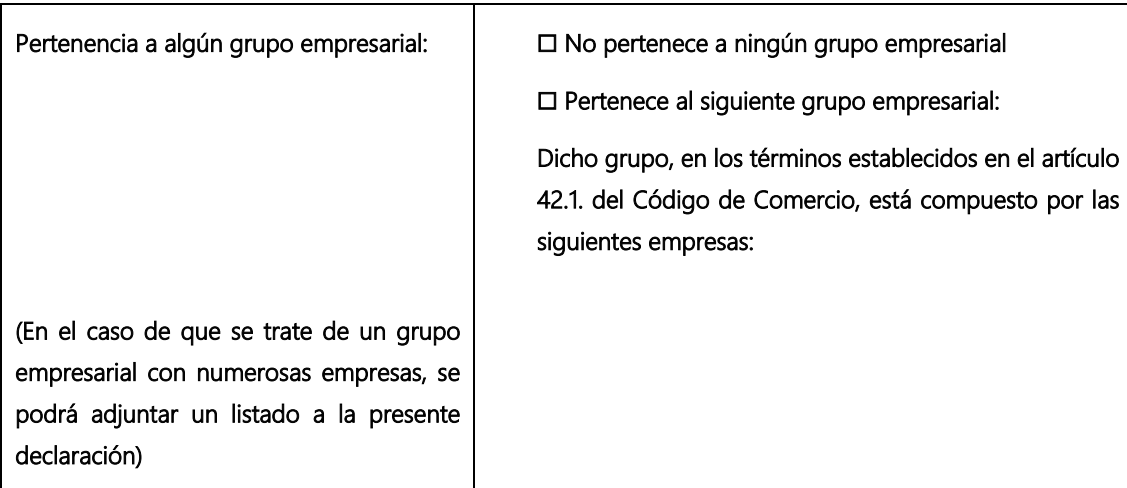 Pertenencia a algún grupo empresarial:
(En el caso de que se trate de un grupo
empresarial con numerosas empresas, se
podrá adjuntar un listado a la presente
declaración)
☐ No pertenece a ningún grupo empresarial
☐ Pertenece al siguiente grupo empresarial:
Dicho grupo, en los términos establecidos en el artículo
42.1. del Código de Comercio, está compuesto por las
siguientes empresas: